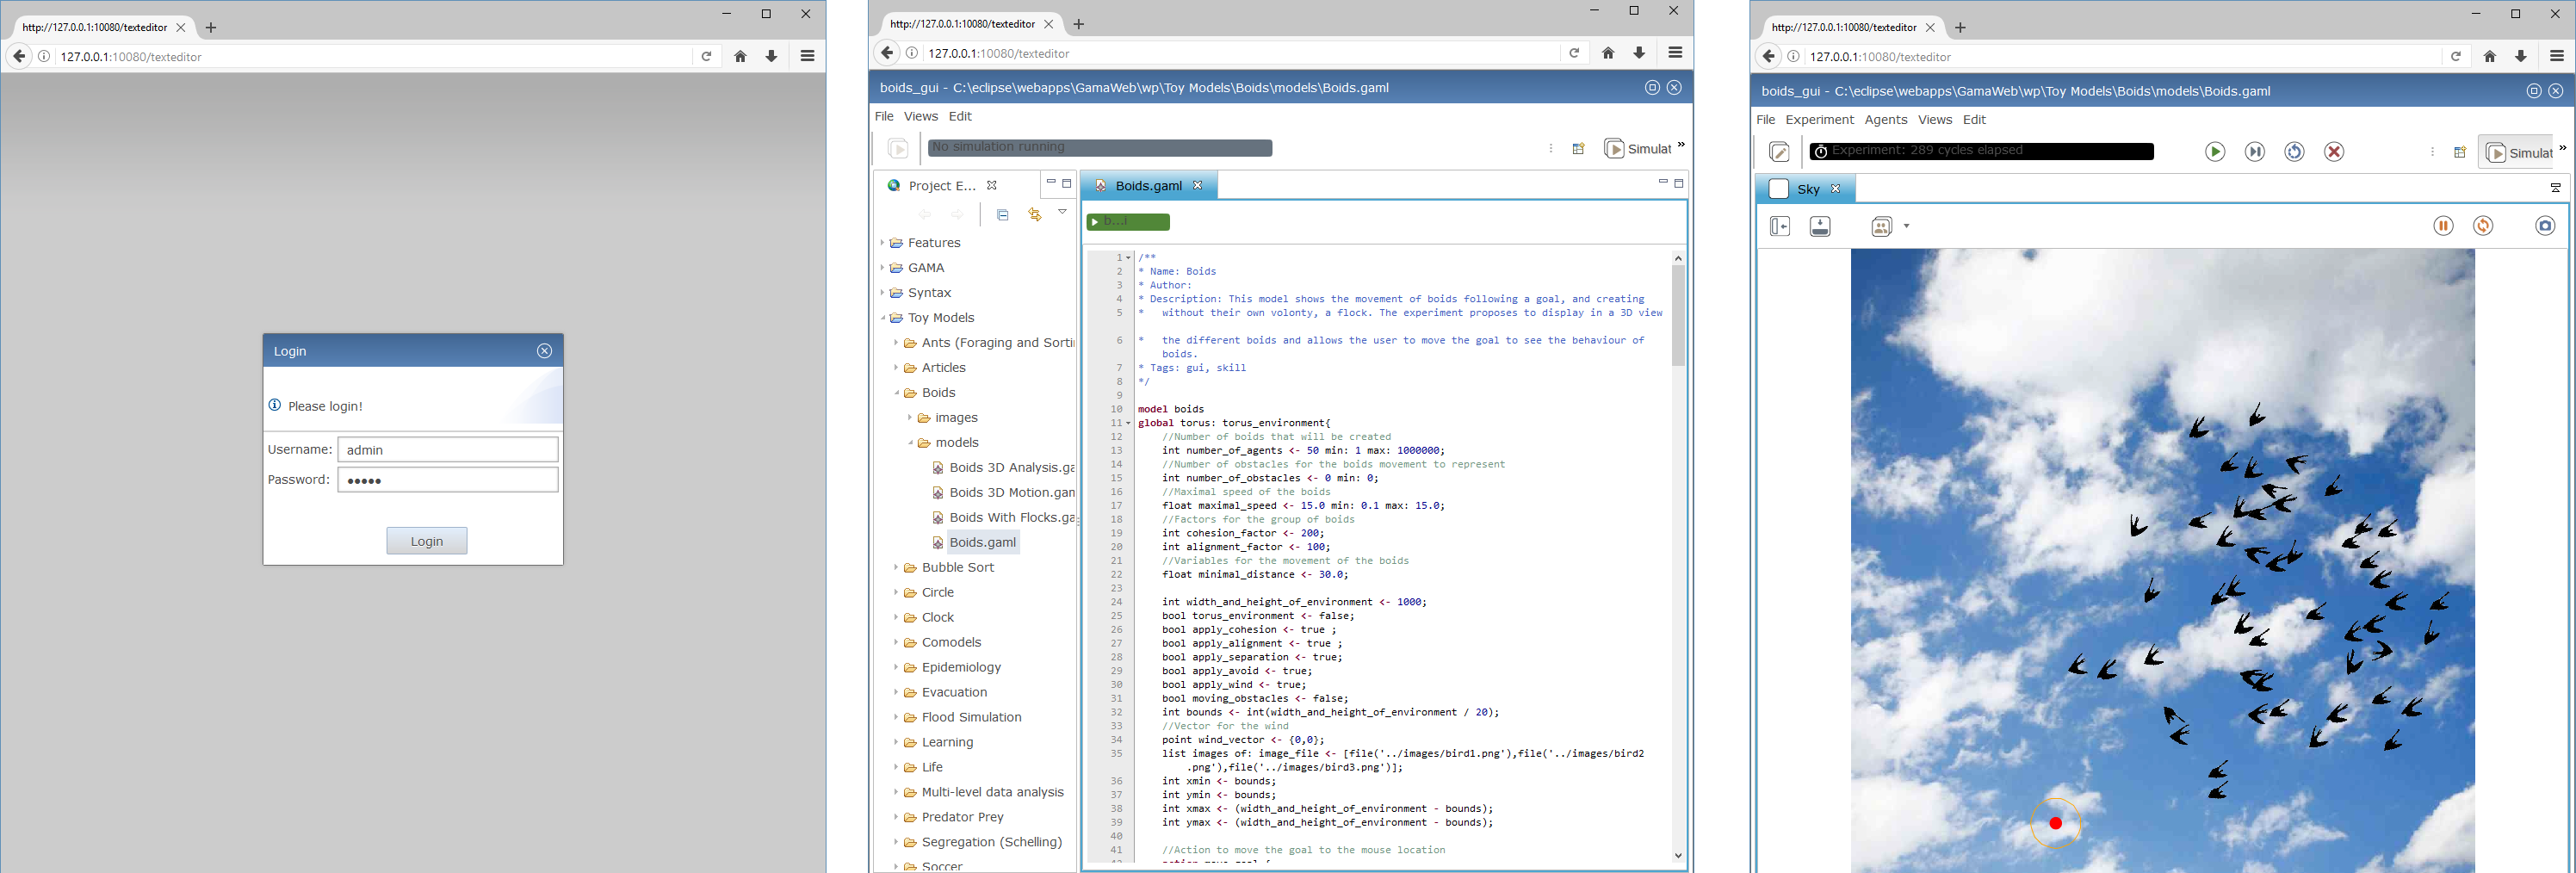 http://127.0.0.1:10080/texteditor
127.0.0.1:10080/texteditor
Login
Please login!
Username: admin
Password: •••••
Login
http://127.0.0.1:10080/texteditor
127.0.0.1:10080/texteditor
boids_gui - C:\eclipse\webapps\GamaWeb\wp\Toy Models\Boids\models\Boids.gaml
File Views Edit
No simulation running
Simulat
Project E...
Features
GAMA
Syntax
Toy Models
Ants (Foraging and Sorti
Articles
Boids
images
models
Boids 3D Analysis.ga
Boids 3D Motion.gam
Boids With Flocks.ga
Boids.gaml
Bubble Sort
Circle
Clock
Comodels
Epidemiology
Evacuation
Flood Simulation
Learning
Life
Multi-level data analysis
Predator Prey
Segregation (Schelling)
Soccer
Boids.gaml
b...i
1 /**
2 * Name: Boids
3 * Author:
4 * Description: This model shows the movement of boids following a goal, and creating
5 * without their own volonty, a flock. The experiment proposes to display in a 3D view
6 * the different boids and allows the user to move the goal to see the behaviour of
boids.
7 * Tags: gui, skill
8 */
9
10 model boids
11 global torus: torus_environment{
12 //Number of boids that will be created
13 int number_of_agents <- 50 min: 1 max: 1000000;
14 //Number of obstacles for the boids movement to represent
15 int number_of_obstacles <- 0 min: 0;
16 //Maximal speed of the boids
17 float maximal_speed <- 15.0 min: 0.1 max: 15.0;
18 //Factors for the group of boids
19 int cohesion_factor <- 200;
20 int alignment_factor <- 100;
21 //Variables for the movement of the boids
22 float minimal_distance <- 30.0;
23
24 int width_and_height_of_environment <- 1000;
25 bool torus_environment <- false;
26 bool apply_cohesion <- true ;
27 bool apply_alignment <- true ;
28 bool apply_separation <- true;
29 bool apply_avoid <- true;
30 bool apply_wind <- true;
31 bool moving_obstacles <- false;
32 int bounds <- int(width_and_height_of_environment / 20);
33 //Vector for the wind
34 point wind_vector <- {0,0};
35 list images of: image_file <- [file('../images/bird1.png'),file('../images/bird2
.png'),file('../images/bird3.png')];
36 int xmin <- bounds;
37 int ymin <- bounds;
38 int xmax <- (width_and_height_of_environment - bounds);
39 int ymax <- (width_and_height_of_environment - bounds);
40
41 //Action to move the goal to the mouse location
http://127.0.0.1:10080/texteditor
127.0.0.1:10080/texteditor
boids_gui - C:\eclipse\webapps\GamaWeb\wp\Toy Models\Boids\models\Boids.gaml
File Experiment Agents Views Edit
Experiment: 289 cycles elapsed
Simulat
Sky